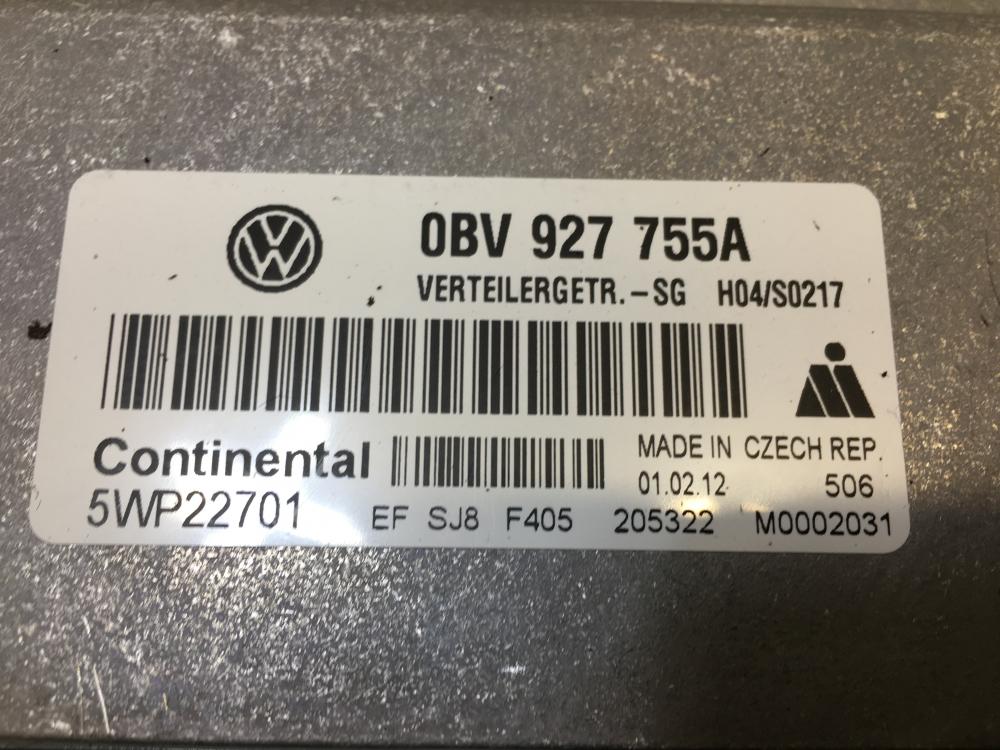 0BV 927 755A
VERTEILERGETR.-SG H04/S0217
Continental
MADE IN CZECH REP.
01.02.12 506
5WP22701 EF SJ8 F405 205322 M0002031